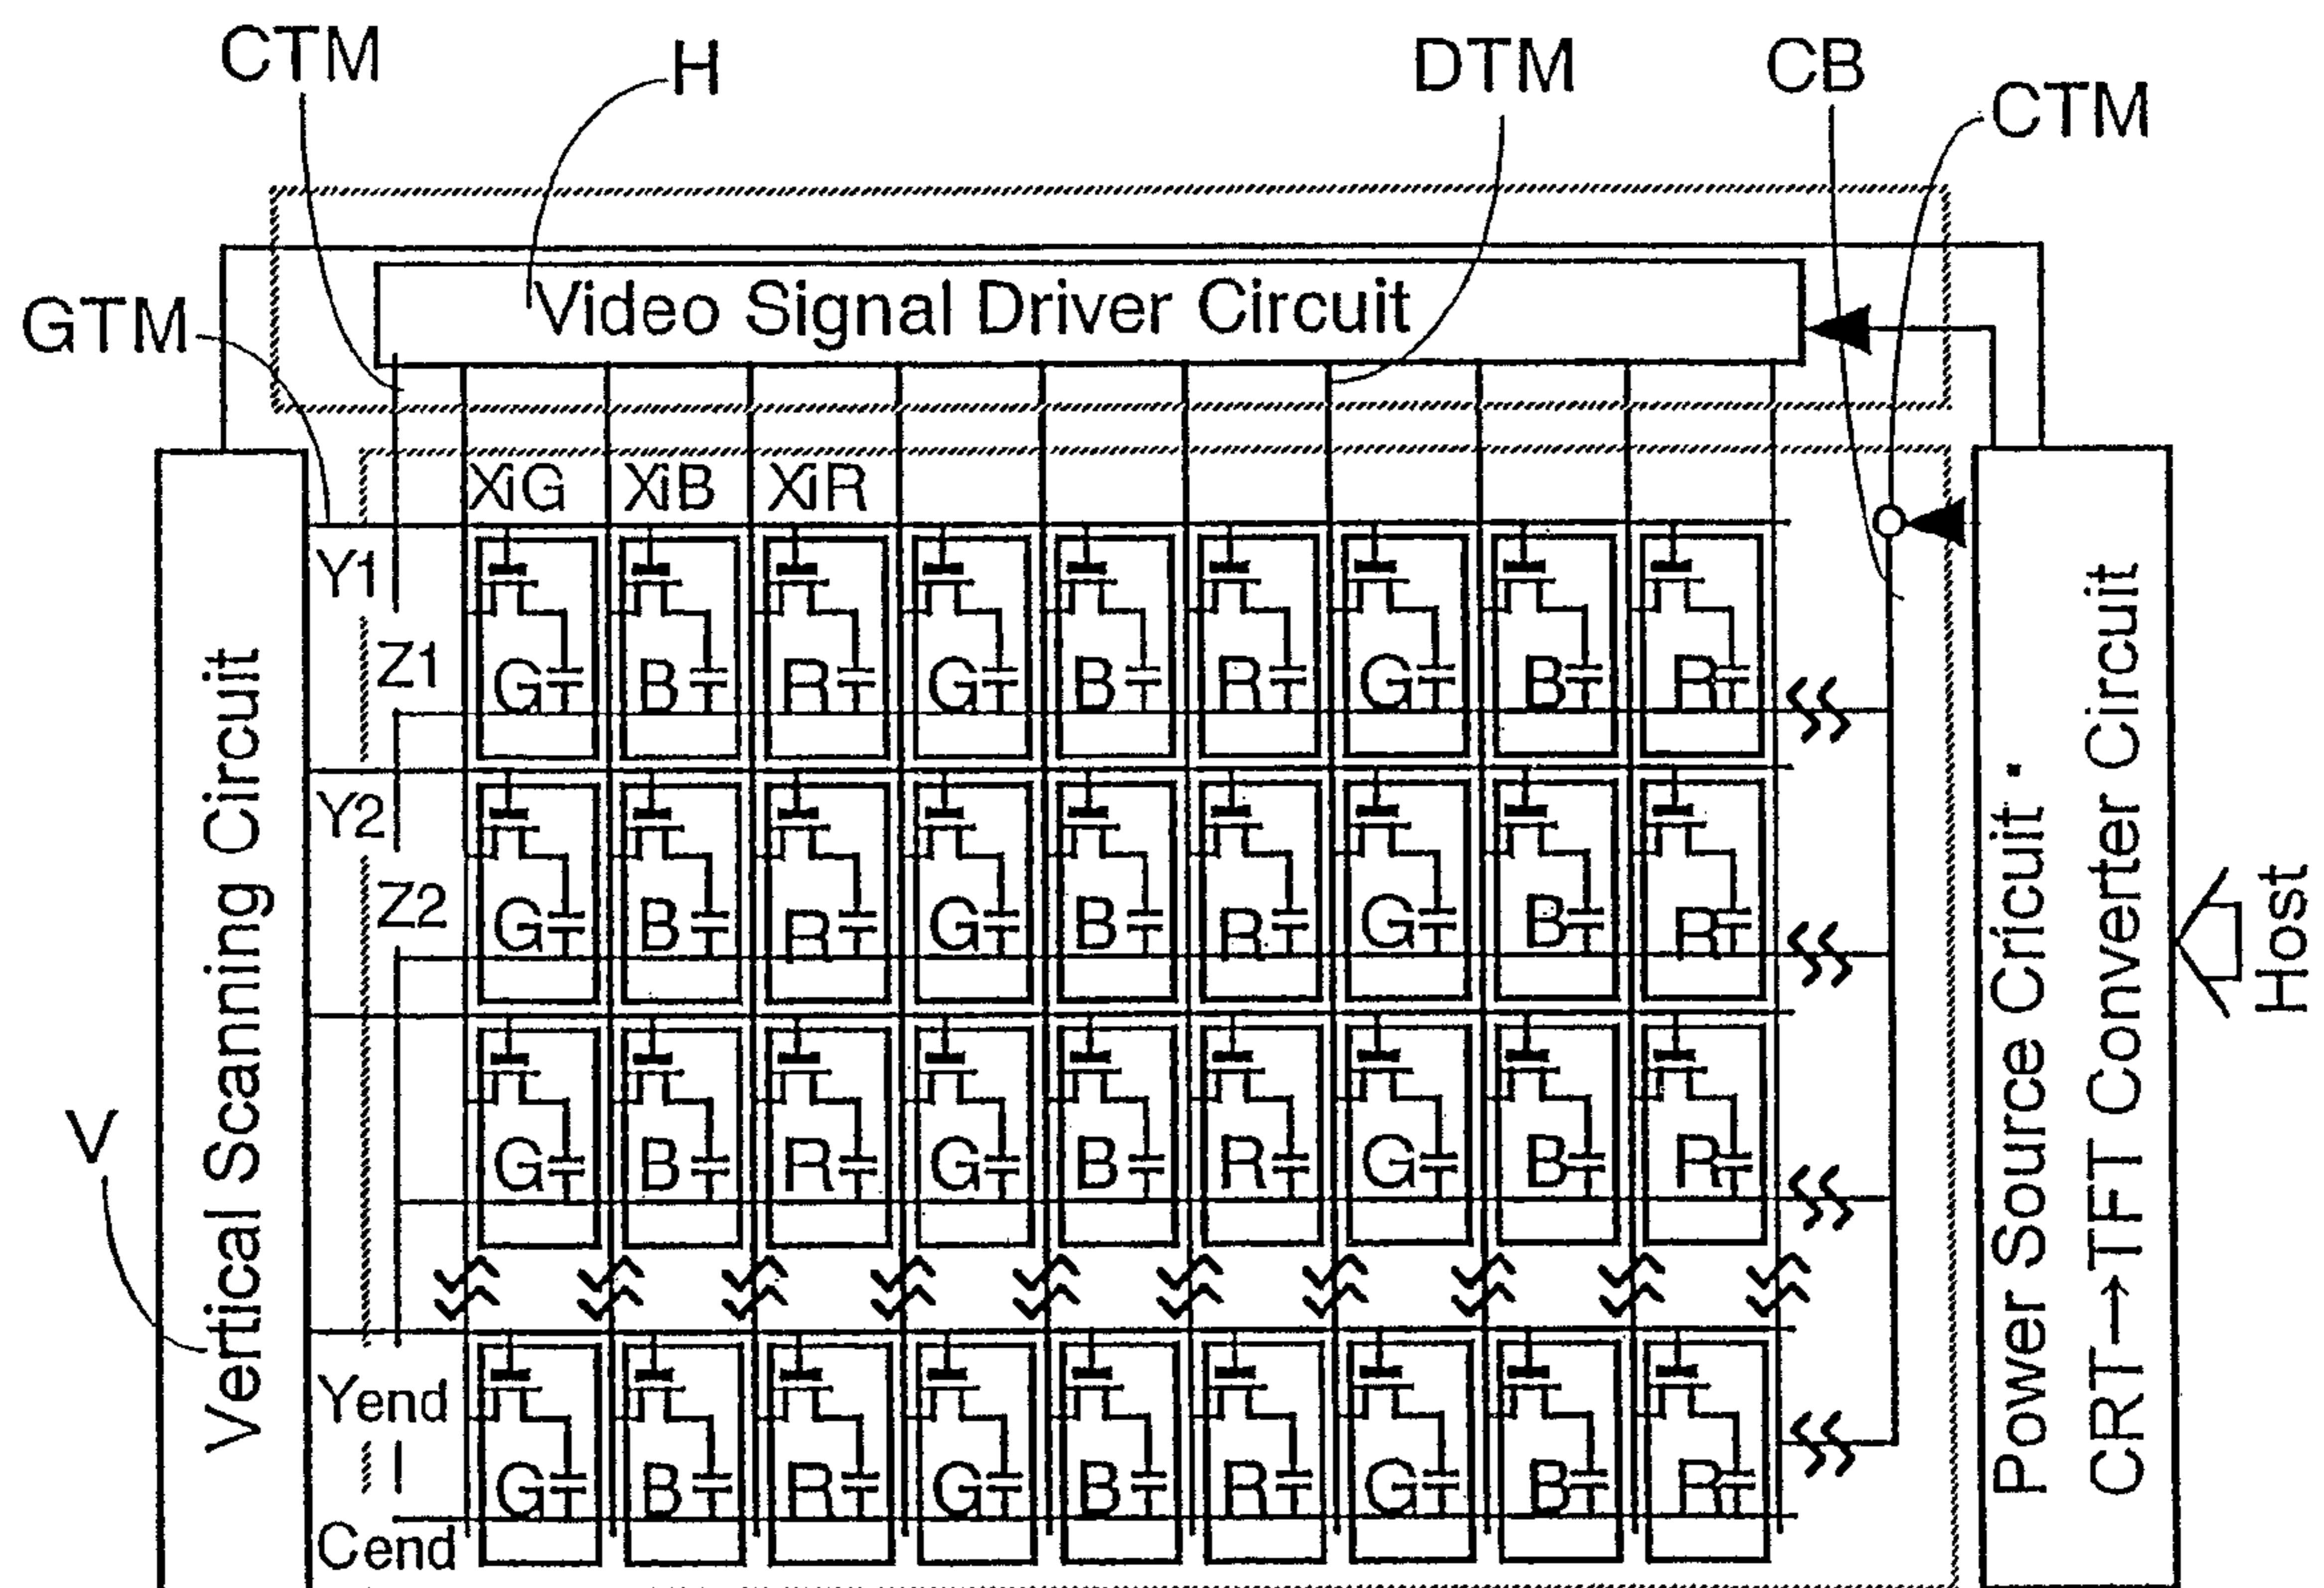 CTM
H
DTM
CB
CTM
GTM
Video Signal Driver Circuit
XiG XiB XiR
Y1
Z1
G B R G B R G B R
Y2
Z2
G B R G B R G B R
G B R G B R G B R
V
Vertical Scanning Circuit
Yend
G B R G B R G B R
Cend
Power Source Cricuit ·
CRT→TFT Converter Circuit
Host